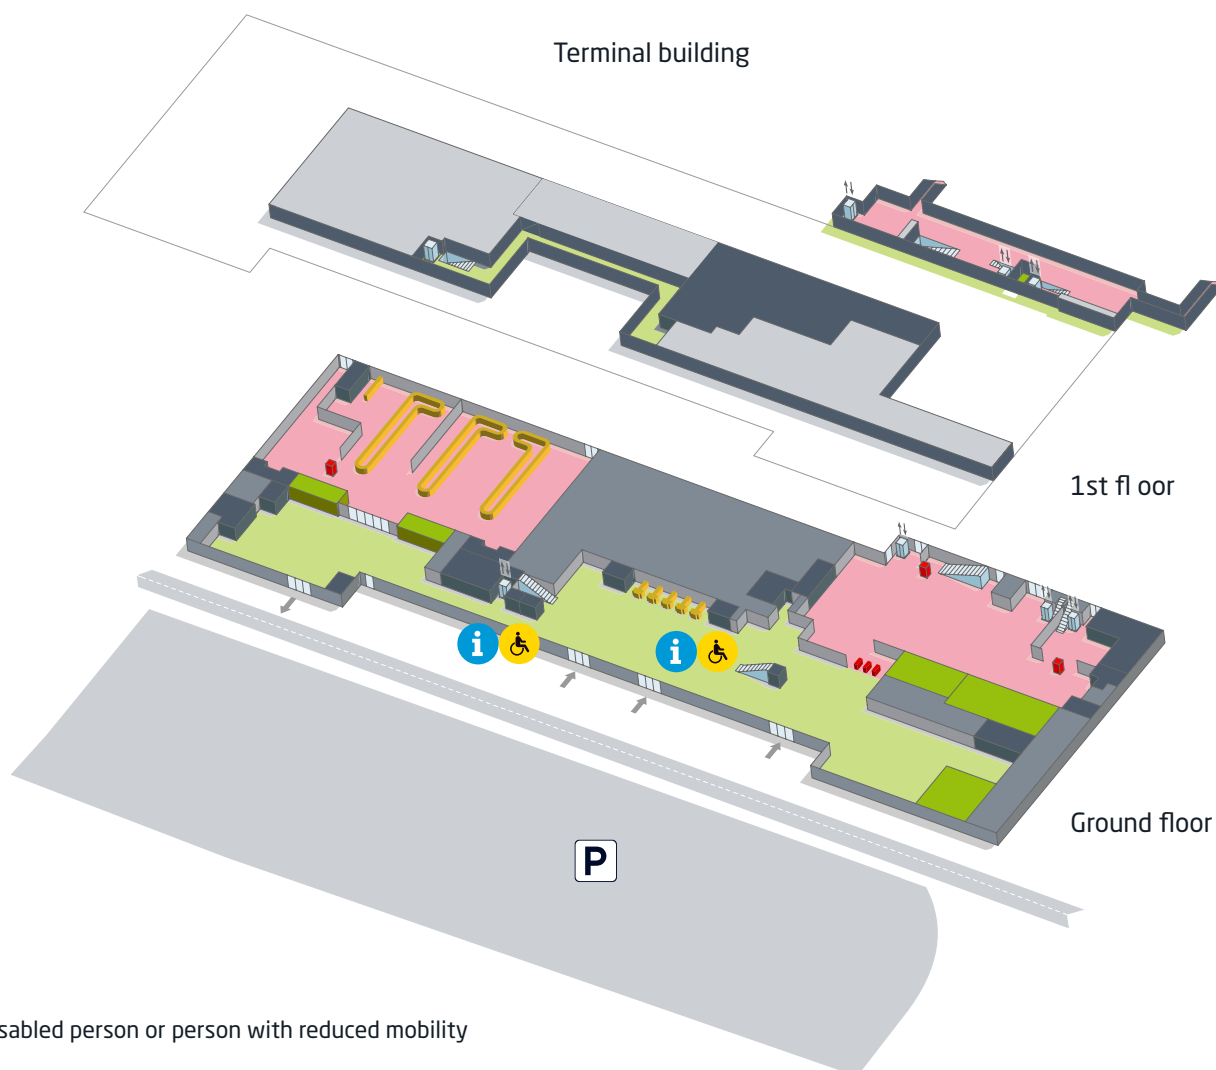 Terminal building
1st fl oor
i
i
Ground floor
P
sabled person or person with reduced mobility